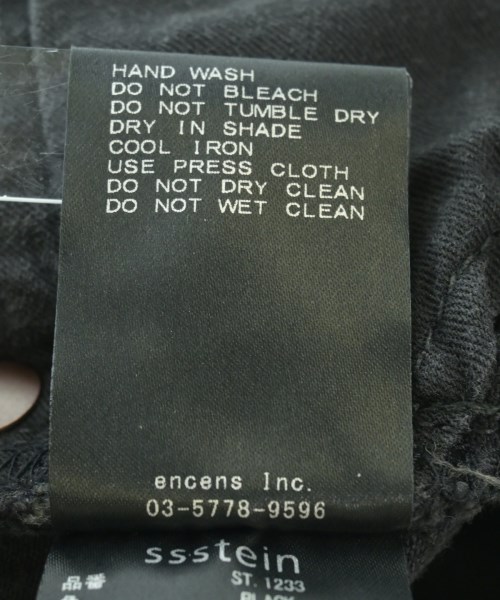 HAND WASH
DO NOT BLEACH
DO NOT TUMBLE DRY
DRY IN SHADE
COOL IRON
USE PRESS CLOTH
DO NOT DRY CLEAN
DO NOT WET CLEAN
encens Inc.
03-5778-9596
ssstein
品番 ST. 1233
BLACK